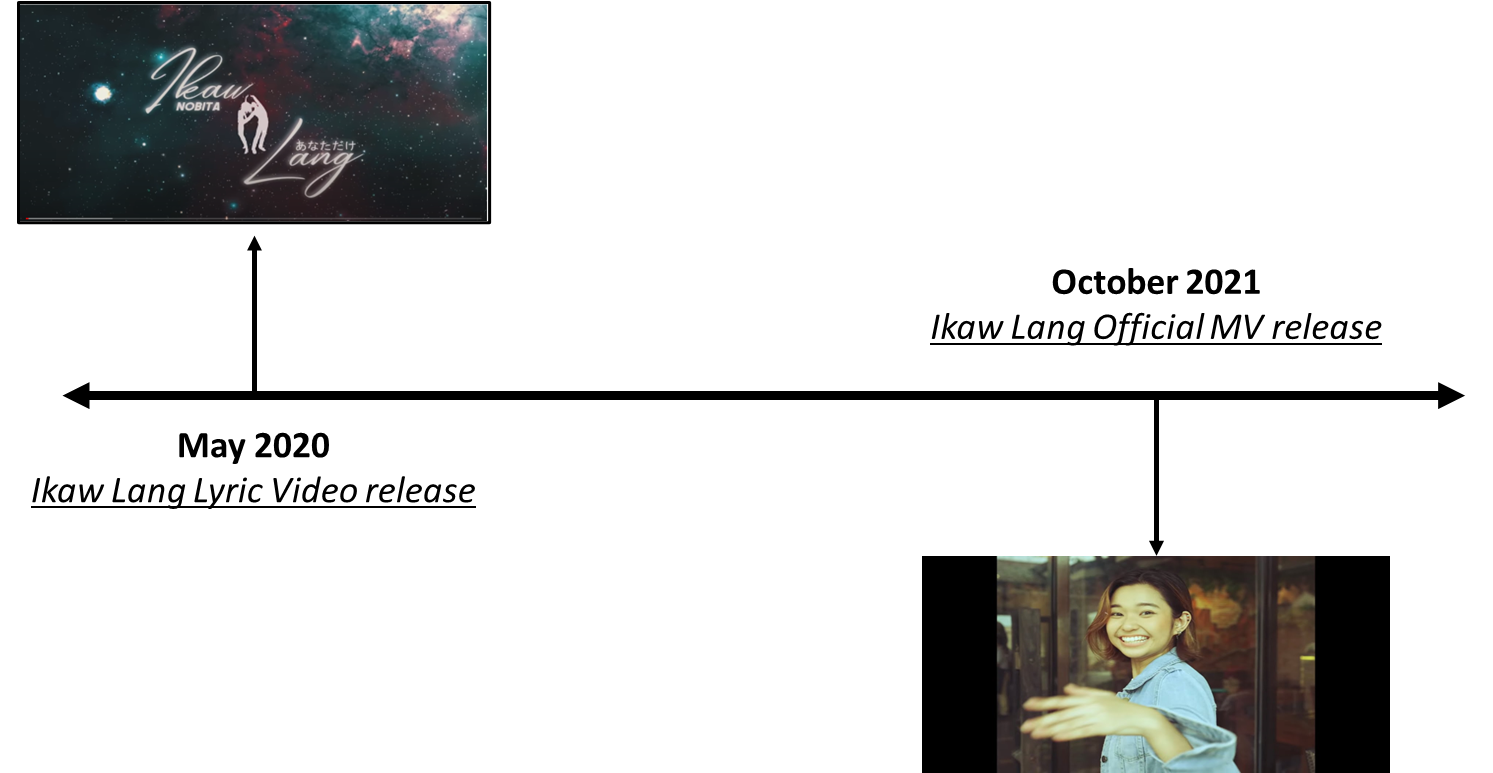 Ikaw
NOBITA
あなただけ
Lang
October 2021
Ikaw Lang Official MV release
May 2020
Ikaw Lang Lyric Video release